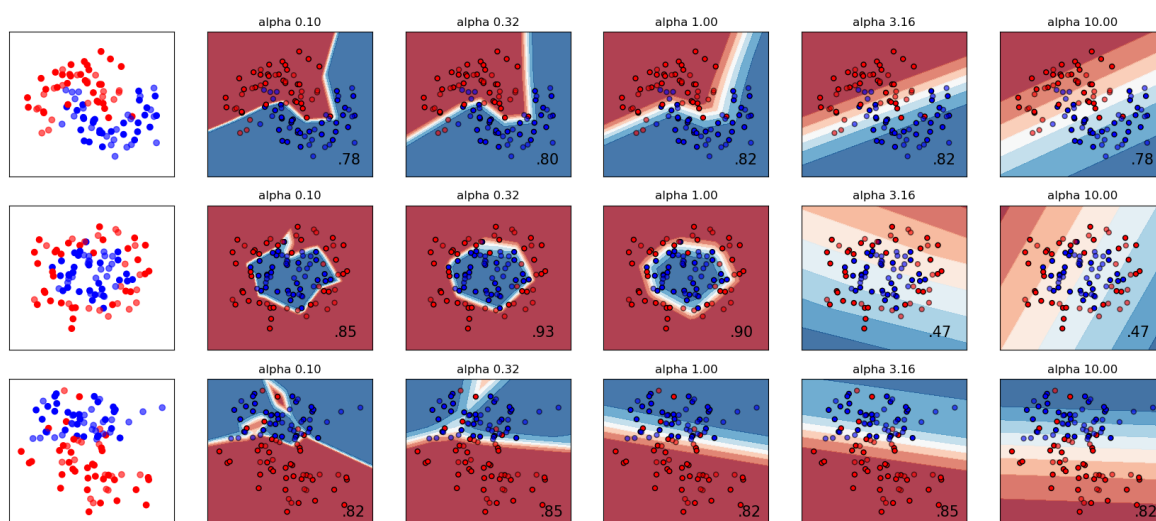 alpha 0.10 alpha 0.32 alpha 1.00 alpha 3.16 alpha 10.00
.78 .80 .82 .82 .78
alpha 0.10 alpha 0.32 alpha 1.00 alpha 3.16 alpha 10.00
.85 .93 .90 .47 .47
alpha 0.10 alpha 0.32 alpha 1.00 alpha 3.16 alpha 10.00
.82 .85 .82 .85 .82